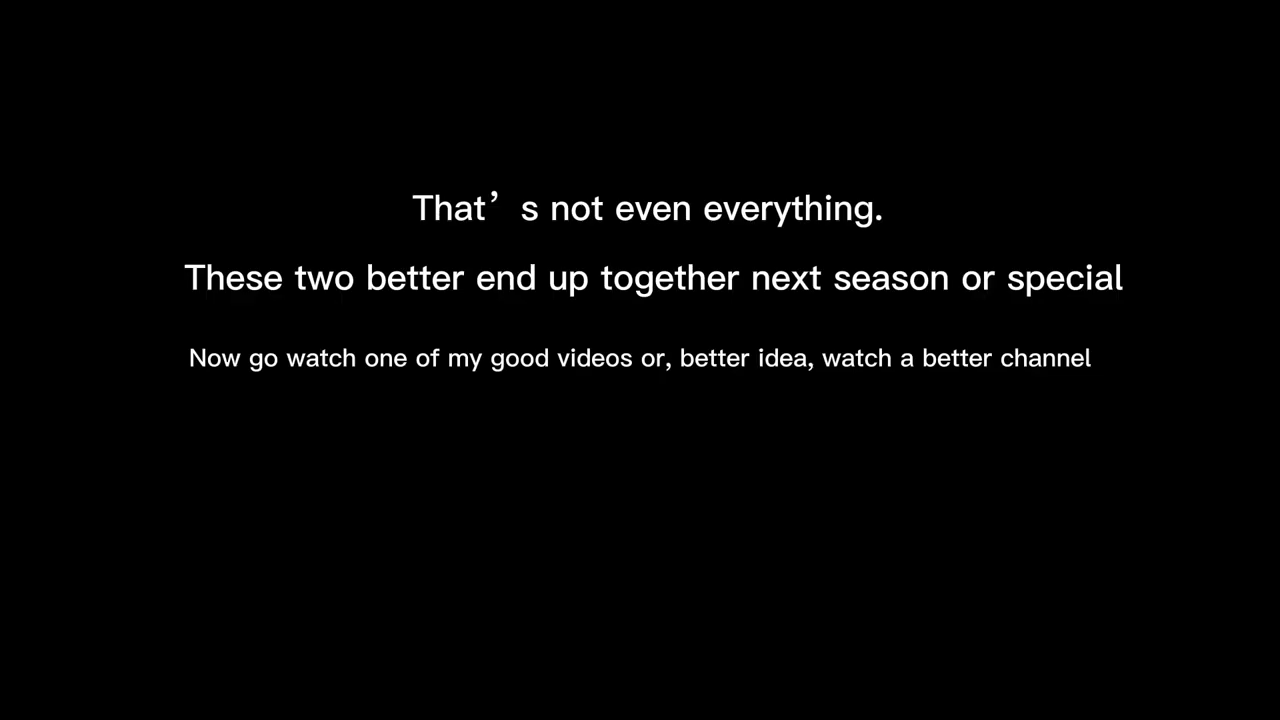 That’s not even everything.
These two better end up together next season or special
Now go watch one of my good videos or, better idea, watch a better channel